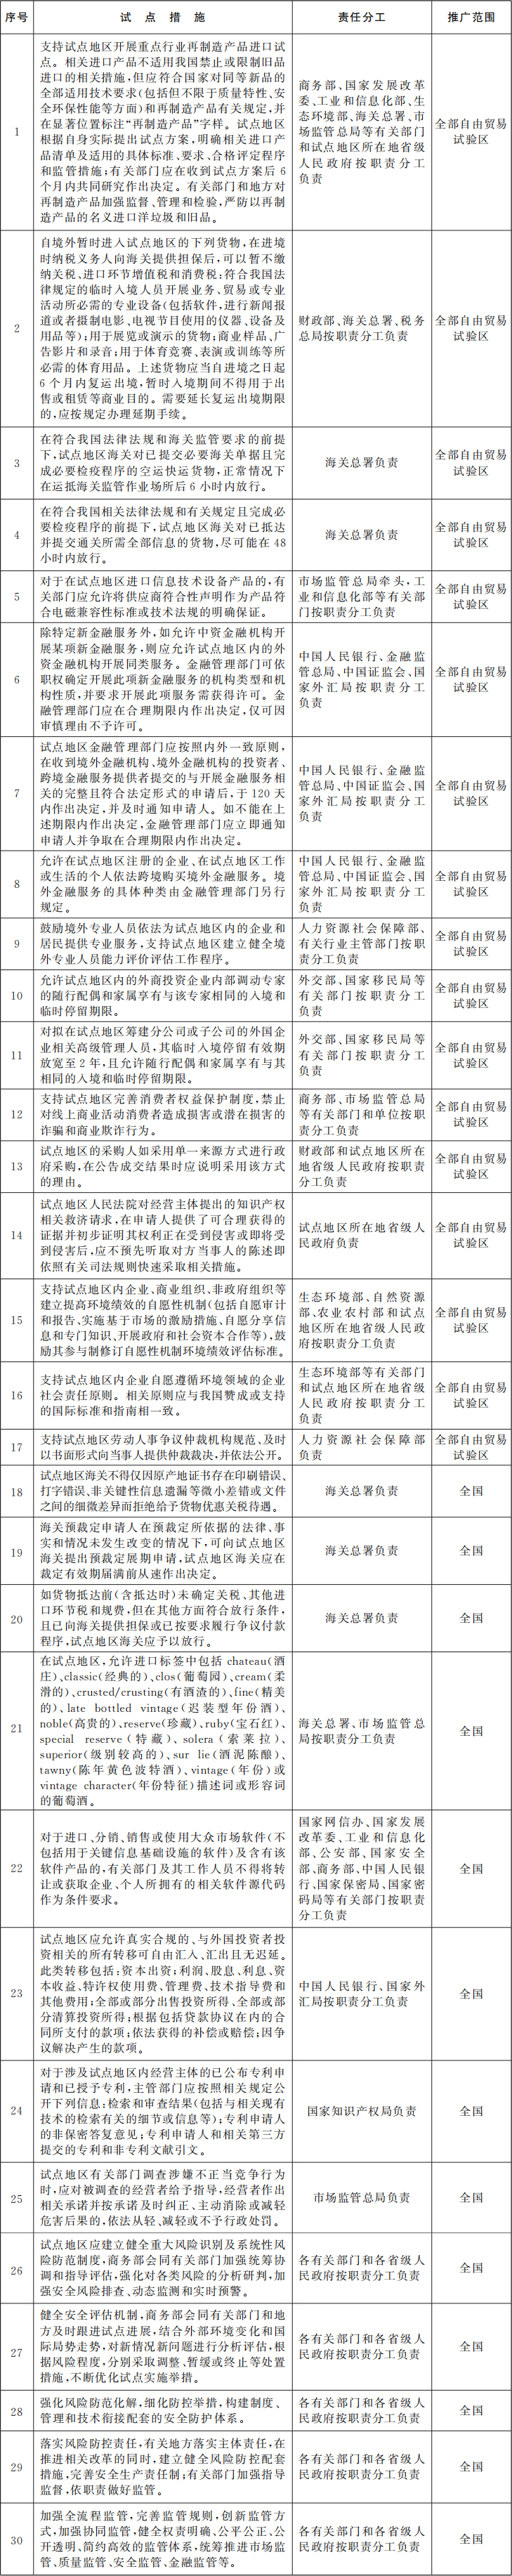 序号 试点措施 责任分工 推广范围
1
支持试点地区开展重点行业再制造产品进口试
点。相关进口产品不适用我国禁止或限制旧品
进口的相关措施,但应符合国家对同等新品的
全部适用技术要求(包括但不限于质量特性、安
全环保性能等方面)和再制造产品有关规定,并
在显著位置标注“再制造产品”字样。试点地区
根据自身实际提出试点方案,明确相关进口产
品清单及适用的具体标准、要求、合格评定程序
和监管措施;有关部门应在收到试点方案后6
个月内共同研究作出决定。有关部门和地方对
再制造产品加强监督、管理和检验,严防以再制
造产品的名义进口洋垃圾和旧品。
商务部、国家发展改革
委、工业和信息化部、生
态环境部、海关总署、市
场监管总局等有关部门
和试点地区所在地省级
人民政府按职责分工
负责
全部自由贸易
试验区
2
自境外暂时进入试点地区的下列货物,在进境
时纳税义务人向海关提供担保后,可以暂不缴
纳关税、进口环节增值税和消费税:符合我国法
律规定的临时入境人员开展业务、贸易或专业
活动所必需的专业设备(包括软件,进行新闻报
道或者摄制电影、电视节目使用的仪器、设备及
用品等);用于展览或演示的货物;商业样品、广
告影片和录音;用于体育竞赛、表演或训练等所
必需的体育用品。上述货物应当自进境之日起
6个月内复运出境,暂时入境期间不得用于出
售或租赁等商业目的。需要延长复运出境期限
的,应按规定办理延期手续。
财政部、海关总署、税务
总局按职责分工负责
全部自由贸易
试验区
3
在符合我国法律法规和海关监管要求的前提
下,试点地区海关对已提交必要海关单据且完
成必要检疫程序的空运快运货物,正常情况下
在运抵海关监管作业场所后6小时内放行。
海关总署负责
全部自由贸易
试验区
4
在符合我国相关法律法规和有关规定且完成必
要检疫程序的前提下,试点地区海关对已抵达
并提交通关所需全部信息的货物,尽可能在48
小时内放行。
海关总署负责
全部自由贸易
试验区
5
对于在试点地区进口信息技术设备产品的,有
关部门应允许将供应商符合性声明作为产品符
合电磁兼容性标准或技术法规的明确保证。
市场监管总局牵头,工
业和信息化部等有关部
门按职责分工负责
全部自由贸易
试验区
6
除特定新金融服务外,如允许中资金融机构开
展某项新金融服务,则应允许试点地区内的外
资金融机构开展同类服务。金融管理部门可依
职权确定开展此项新金融服务的机构类型和机
构性质,并要求开展此项服务需获得许可。金
融管理部门应在合理期限内作出决定,仅可因
审慎理由不予许可。
中国人民银行、金融监
管总局、中国证监会、国
家外汇局按职责分工
负责
全部自由贸易
试验区
7
试点地区金融管理部门应按照内外一致原则,
在收到境外金融机构、境外金融机构的投资者、
跨境金融服务提供者提交的与开展金融服务相
关的完整且符合法定形式的申请后,于120天
内作出决定,并及时通知申请人。如不能在上
述期限内作出决定,金融管理部门应立即通知
申请人并争取在合理期限内作出决定。
中国人民银行、金融监
管总局、中国证监会、国
家外汇局按职责分工
负责
全部自由贸易
试验区
8
允许在试点地区注册的企业、在试点地区工作
或生活的个人依法跨境购买境外金融服务。境
外金融服务的具体种类由金融管理部门另行
规定。
中国人民银行、金融监
管总局、中国证监会、国
家外汇局按职责分工
负责
全部自由贸易
试验区
9
鼓励境外专业人员依法为试点地区内的企业和
居民提供专业服务,支持试点地区建立健全境
外专业人员能力评价评估工作程序。
人力资源社会保障部、
有关行业主管部门按职
责分工负责
全部自由贸易
试验区
10
允许试点地区内的外商投资企业内部调动专家
的随行配偶和家属享有与该专家相同的入境和
临时停留期限。
外交部、国家移民局等
有关部门按职责分工
负责
全部自由贸易
试验区
11
对拟在试点地区筹建分公司或子公司的外国企
业相关高级管理人员,其临时入境停留有效期
放宽至2年,且允许随行配偶和家属享有与其
相同的入境和临时停留期限。
外交部、国家移民局等
有关部门按职责分工
负责
全部自由贸易
试验区
12
支持试点地区完善消费者权益保护制度,禁止
对线上商业活动消费者造成损害或潜在损害的
诈骗和商业欺诈行为。
商务部、市场监管总局
等有关部门和单位按职
责分工负责
全部自由贸易
试验区
13
试点地区的采购人如采用单一来源方式进行政
府采购,在公告成交结果时应说明采用该方式
的理由。
财政部和试点地区所在
地省级人民政府按职责
分工负责
全部自由贸易
试验区
14
试点地区人民法院对经营主体提出的知识产权
相关救济请求,在申请人提供了可合理获得的
证据并初步证明其权利正在受到侵害或即将受
到侵害后,应不预先听取对方当事人的陈述即
依照有关司法规则快速采取相关措施。
试点地区所在地省级人
民政府负责
全部自由贸易
试验区
15
支持试点地区内企业、商业组织、非政府组织等
建立提高环境绩效的自愿性机制(包括自愿审计
和报告、实施基于市场的激励措施、自愿分享信
息和专门知识、开展政府和社会资本合作等),鼓
励其参与制修订自愿性机制环境绩效评估标准。
生态环境部、自然资源
部、农业农村部和试点
地区所在地省级人民政
府按职责分工负责
全部自由贸易
试验区
16
支持试点地区内企业自愿遵循环境领域的企业
社会责任原则。相关原则应与我国赞成或支持
的国际标准和指南相一致。
生态环境部等有关部门
和试点地区所在地省级
人民政府按职责分工
负责
全部自由贸易
试验区
17
支持试点地区劳动人事争议仲裁机构规范、及时
以书面形式向当事人提供仲裁裁决,并依法公开。
人力资源社会保障部
负责
全部自由贸易
试验区
18
试点地区海关不得仅因原产地证书存在印刷错误、
打字错误、非关键性信息遗漏等微小差错或文件
之间的细微差异而拒绝给予货物优惠关税待遇。
海关总署负责
全国
19
海关预裁定申请人在预裁定所依据的法律、事
实和情况未发生改变的情况下,可向试点地区
海关提出预裁定展期申请,试点地区海关应在
裁定有效期届满前从速作出决定。
海关总署负责
全国
20
如货物抵达前(含抵达时)未确定关税、其他进
口环节税和规费,但在其他方面符合放行条件,
且已向海关提供担保或已按要求履行争议付款
程序,试点地区海关应予以放行。
海关总署负责
全国
21
在试点地区,允许进口标签中包括 chateau(酒
庄)、classic(经典的)、clos(葡萄园)、cream(柔
滑的)、crusted/crusting(有酒渣的)、fine(精美
的)、late bottled vintage(迟装型年份酒)、
noble(高贵的)、reserve(珍藏)、ruby(宝石红)、
special reserve(特藏)、solera(索莱拉)、
superior(级别较高的)、sur lie(酒泥陈酿)、
tawny(陈年黄色波特酒)、vintage(年份)或
vintage character(年份特征)描述词或形容词
的葡萄酒。
海关总署、市场监管总
局按职责分工负责
全国
22
对于进口、分销、销售或使用大众市场软件(不
包括用于关键信息基础设施的软件)及含有该
软件产品的,有关部门及其工作人员不得将转
让或获取企业、个人所拥有的相关软件源代码
作为条件要求。
国家网信办、国家发展
改革委、工业和信息化
部、公安部、国家安全
部、商务部、中国人民银
行、国家保密局、国家密
码局等有关部门按职责
分工负责
全国
23
试点地区应允许真实合规的、与外国投资者投
资相关的所有转移可自由汇入、汇出且无迟延。
此类转移包括:资本出资;利润、股息、利息、资
本收益、特许权使用费、管理费、技术指导费和
其他费用;全部或部分出售投资所得、全部或部
分清算投资所得;根据包括贷款协议在内的合
同所支付的款项;依法获得的补偿或赔偿;因争
议解决产生的款项。
中国人民银行、国家外
汇局按职责分工负责
全国
24
对于涉及试点地区内经营主体的已公布专利申
请和已授予专利,主管部门应按照相关规定公
开下列信息:检索和审查结果(包括与相关现有
技术的检索有关的细节或信息等);专利申请人
的非保密答复意见;专利申请人和相关第三方
提交的专利和非专利文献引文。
国家知识产权局负责
全国
25
试点地区有关部门调查涉嫌不正当竞争行为
时,应对被调查的经营者给予指导,经营者作出
相关承诺并按承诺及时纠正、主动消除或减轻
危害后果的,依法从轻、减轻或不予行政处罚。
市场监管总局负责
全国
26
试点地区应建立健全重大风险识别及系统性风
险防范制度,商务部会同有关部门加强统筹协
调和指导评估,强化对各类风险的分析研判,加
强安全风险排查、动态监测和实时预警。
各有关部门和各省级人
民政府按职责分工负责
全国
27
健全安全评估机制,商务部会同有关部门和地
方及时跟进试点进展,结合外部环境变化和国
际局势走势,对新情况新问题进行分析评估,根
据风险程度,分别采取调整、暂缓或终止等处置
措施,不断优化试点实施举措。
各有关部门和各省级人
民政府按职责分工负责
全国
28
强化风险防范化解,细化防控举措,构建制度、
管理和技术衔接配套的安全防护体系。
各有关部门和各省级人
民政府按职责分工负责
全国
29
落实风险防控责任,有关地方落实主体责任,在
推进相关改革的同时,建立健全风险防控配套
措施,完善安全生产责任制;有关部门加强指导
监督,依职责做好监管。
各有关部门和各省级人
民政府按职责分工负责
全国
30
加强全流程监管,完善监管规则,创新监管方
式,加强协同监管,健全权责明确、公平公正、公
开透明、简约高效的监管体系,统筹推进市场监
管、质量监管、安全监管、金融监管等。
各有关部门和各省级人
民政府按职责分工负责
全国